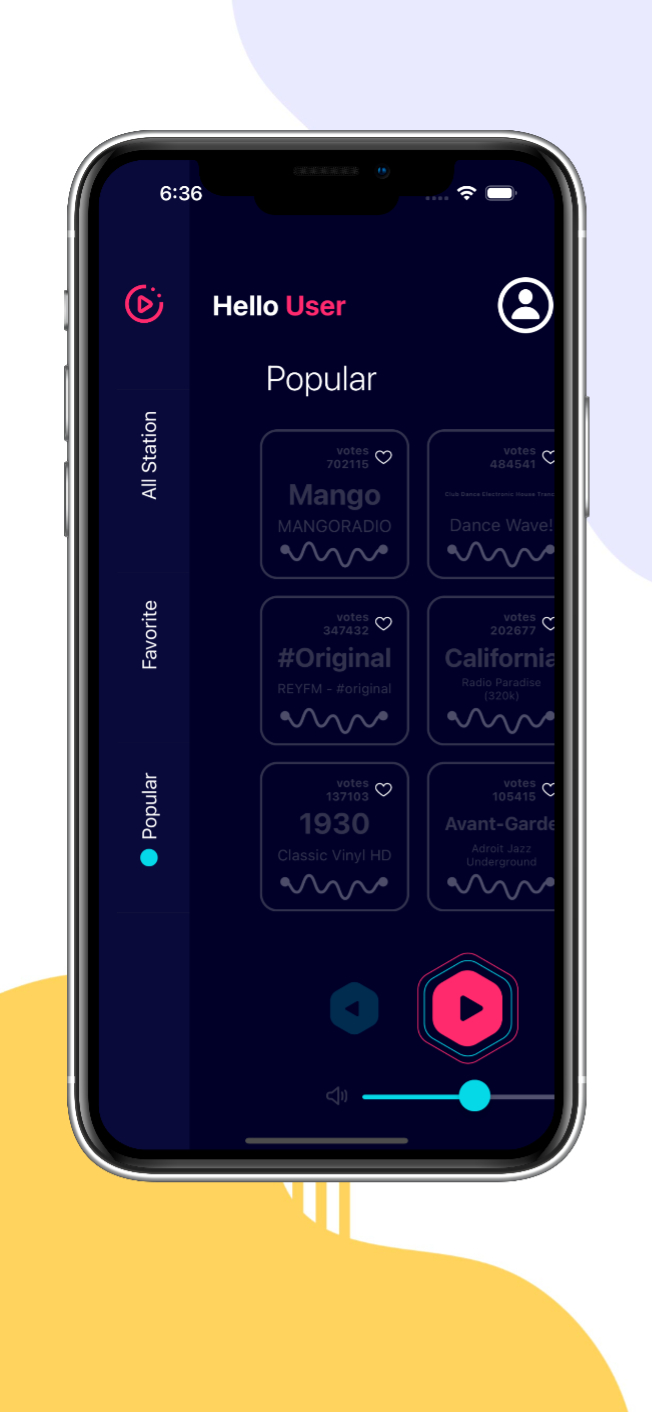 6:36
Hello User
Popular
All Station
Favorite
Popular
votes
702115
Mango
MANGORADIO
votes
484541
Club Dance Electronic House Trance
Dance Wave!
votes
347432
#Original
REYFM - #original
votes
202677
California
Radio Paradise
(320k)
votes
137103
1930
Classic Vinyl HD
votes
105415
Avant-Garde
Adroit Jazz
Underground